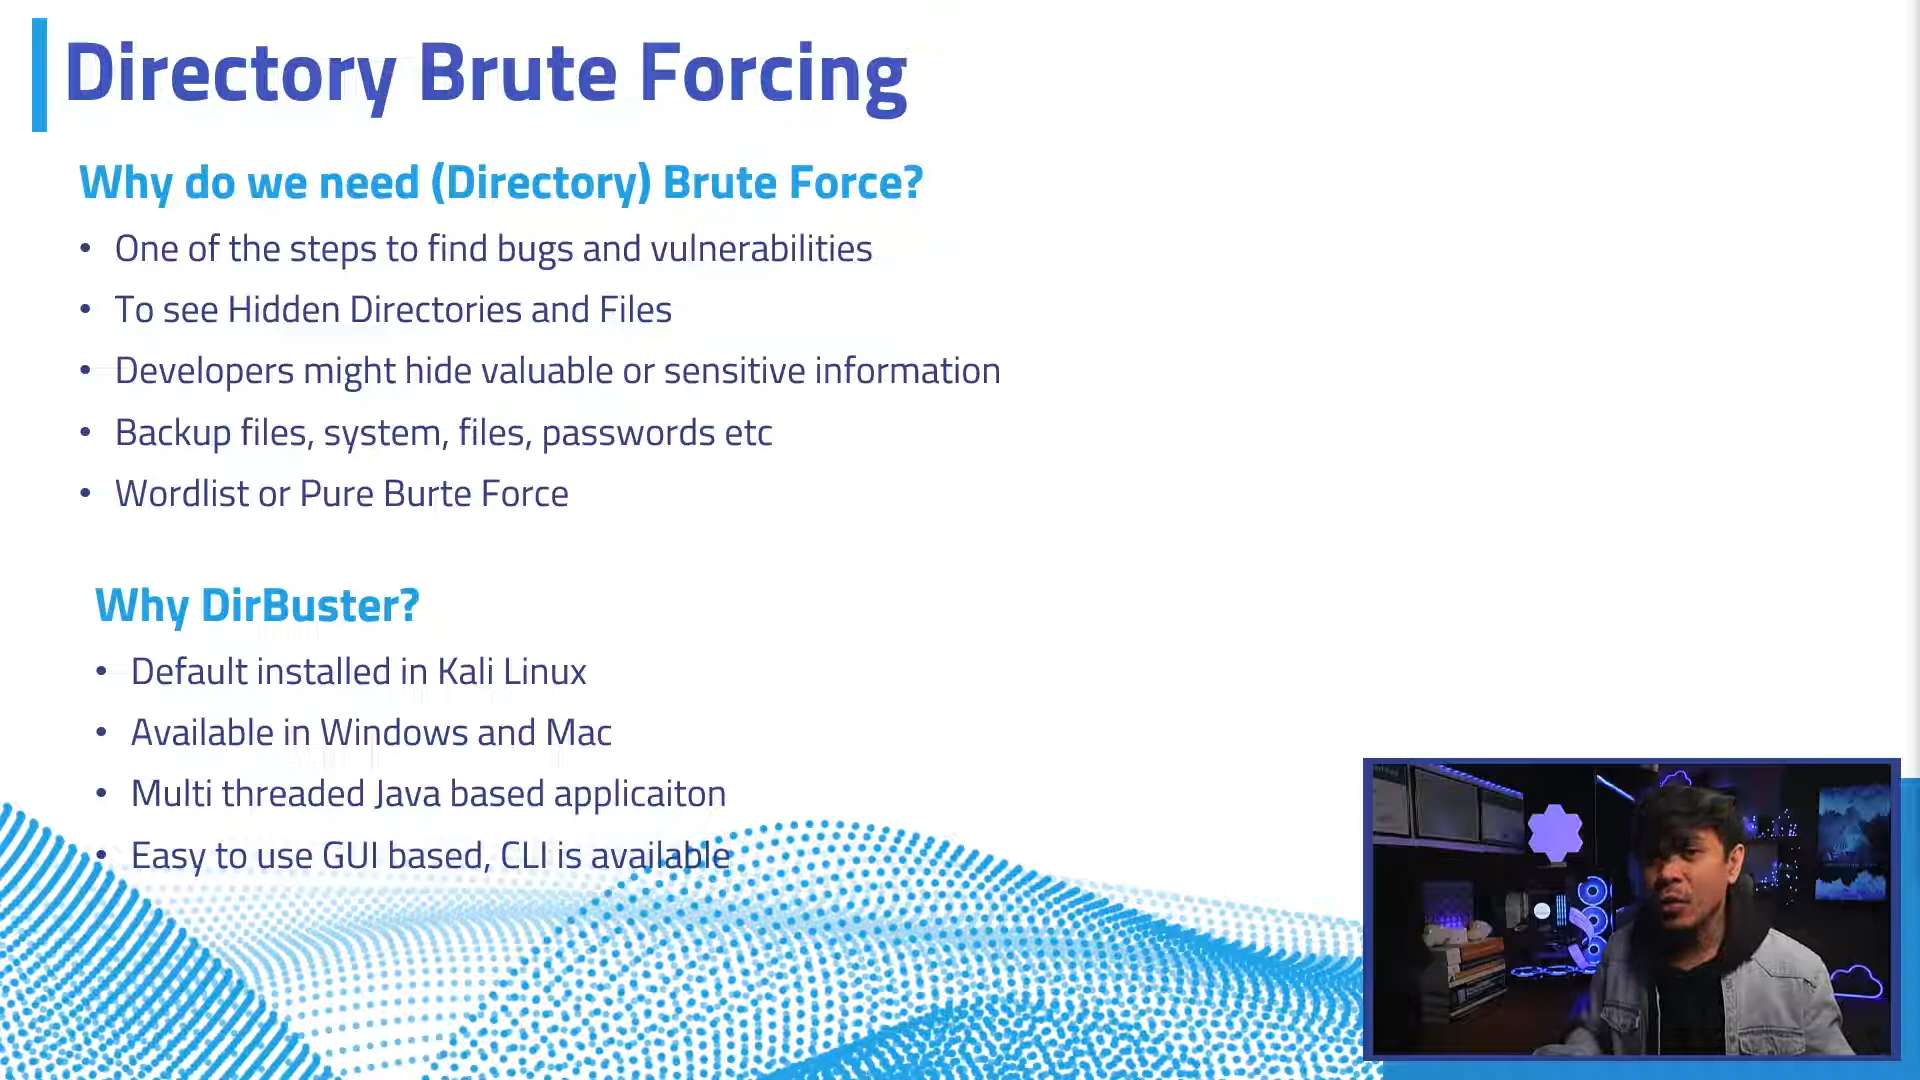 Directory Brute Forcing
Why do we need (Directory) Brute Force?
• One of the steps to find bugs and vulnerabilities
• To see Hidden Directories and Files
• Developers might hide valuable or sensitive information
• Backup files, system, files, passwords etc
• Wordlist or Pure Burte Force
Why DirBuster?
• Default installed in Kali Linux
• Available in Windows and Mac
• Multi threaded Java based applicaiton
• Easy to use GUI based, CLI is available